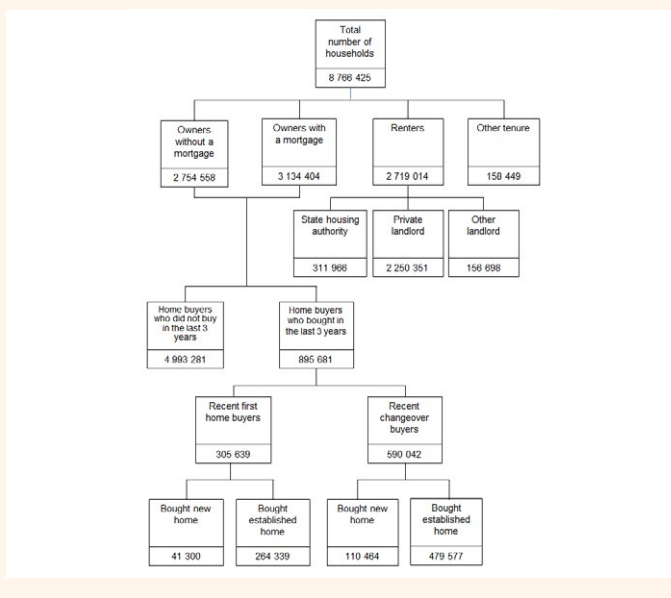 Total
number of
households
8 766 425
Owners
without a
mortgage
2 754 558
Owners with
a mortgage
3 134 404
Renters
2 719 014
Other tenure
158 449
State housing
authority
311 966
Private
landlord
2 250 351
Other
landlord
156 698
Home buyers
who did not buy
in the last 3
years
4 993 281
Home buyers
who bought in
the last 3 years
895 681
Recent first
home buyers
305 639
Recent
changeover
buyers
590 042
Bought new
home
41 300
Bought
established
home
264 339
Bought new
home
110 464
Bought
established
home
479 577